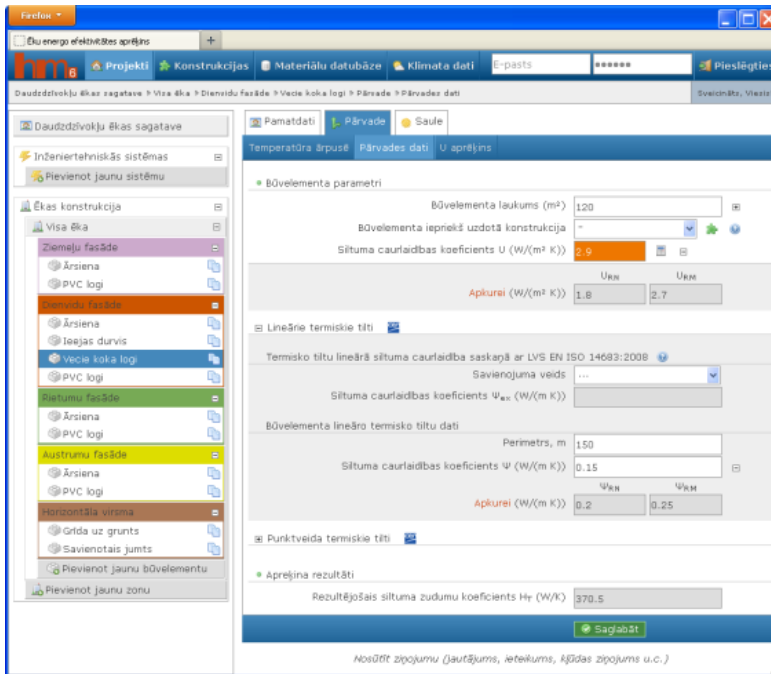 Firefox
Ēku energo efektivitātes aprēķins
+
hm6
Projekti
Konstrukcijas
Materiālu datubāze
Klimata dati
E-pasts
••••••
Pieslēgties
Daudzdzīvokļu ēkas sagatave > Visa ēka > Dienvidu fasāde > Vecie koka logi > Pārvade > Pārvades dati
Sveicināts, Viesis
Daudzdzīvokļu ēkas sagatave
Inženiertehniskās sistēmas
Pievienot jaunu sistēmu
Ēkas konstrukcija
Visa ēka
Ziemeļu fasāde
Ārsiena
PVC logi
Dienvidu fasāde
Ārsiena
Ieejas durvis
Vecie koka logi
PVC logi
Rietumu fasāde
Ārsiena
PVC logi
Austrumu fasāde
Ārsiena
PVC logi
Horizontāla virsma
Grīda uz grunts
Savienotais jumts
Pievienot jaunu būvelementu
Pievienot jaunu zonu
Pamatdati
Pārvade
Saule
Temperatūra ārpusē
Pārvades dati
U aprēķins
Būvelementa parametri
Būvelementa laukums (m²) 120
Būvelementa iepriekš uzdotā konstrukcija -
Siltuma caurlaidības koeficients U (W/(m² K)) 2.9
URN URM
Apkurei (W/(m² K)) 1.8 2.7
Lineārie termiskie tilti
Termisko tiltu lineārā siltuma caurlaidība saskaņā ar LVS EN ISO 14683:2008
Savienojuma veids ...
Siltuma caurlaidības koeficients Ψex (W/(m K))
Būvelementa lineāro termisko tiltu dati
Perimetrs, m 150
Siltuma caurlaidības koeficients Ψ (W/(m K)) 0.15
ΨRN ΨRM
Apkurei (W/(m K)) 0.2 0.25
Punktveida termiskie tilti
Aprēķina rezultāti
Rezultējošais siltuma zudumu koeficients HT (W/K) 370.5
Saglabāt
Nosūtīt ziņojumu (jautājums, ieteikums, kļūdas ziņojums u.c.)